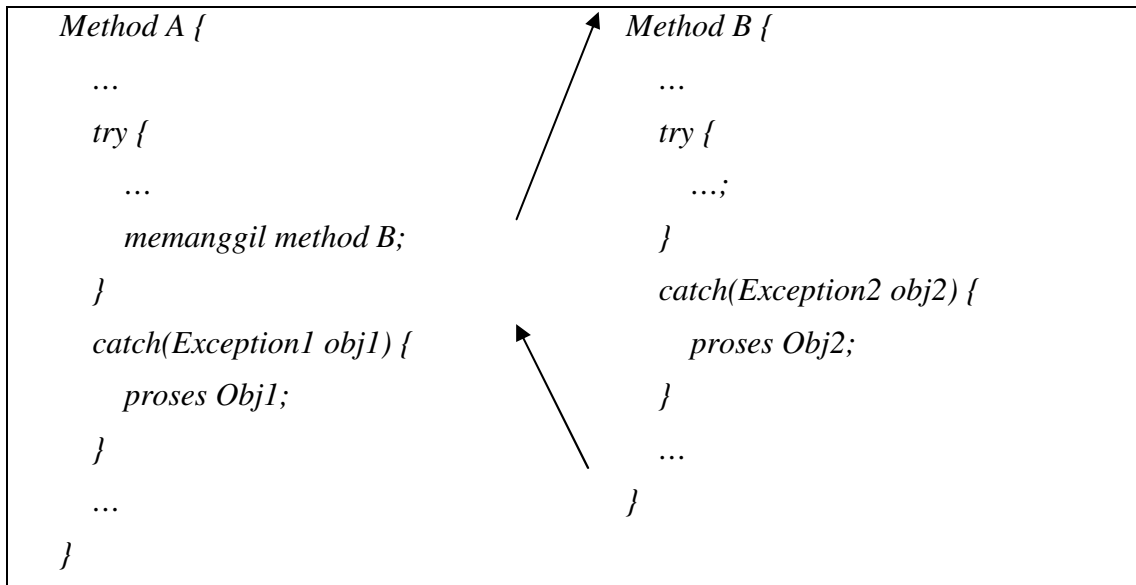 Method A {
…
try {
…
memanggil method B;
}
catch(Exception1 obj1) {
proses Obj1;
}
…
}
Method B {
…
try {
…;
}
catch(Exception2 obj2) {
proses Obj2;
}
…
}